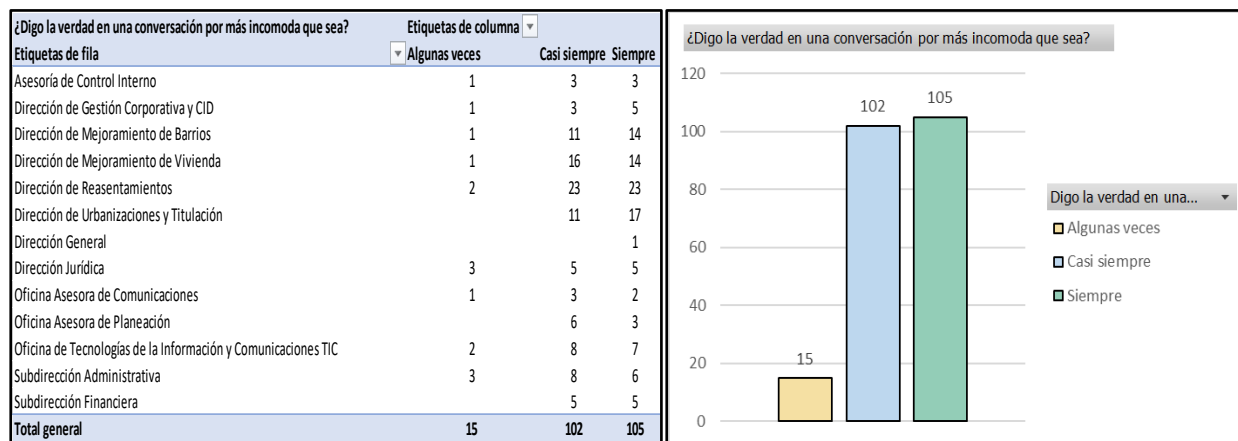 ¿Digo la verdad en una conversación por más incomoda que sea? Etiquetas de columna
Etiquetas de fila Algunas veces Casi siempre Siempre
Asesoría de Control Interno 1 3 3
Dirección de Gestión Corporativa y CID 1 3 5
Dirección de Mejoramiento de Barrios 1 11 14
Dirección de Mejoramiento de Vivienda 1 16 14
Dirección de Reasentamientos 2 23 23
Dirección de Urbanizaciones y Titulación 11 17
Dirección General 1
Dirección Jurídica 3 5 5
Oficina Asesora de Comunicaciones 1 3 2
Oficina Asesora de Planeación 6 3
Oficina de Tecnologías de la Información y Comunicaciones TIC 2 8 7
Subdirección Administrativa 3 8 6
Subdirección Financiera 5 5
Total general 15 102 105
¿Digo la verdad en una conversación por más incomoda que sea?
120
100
80
60
40
20
0
15
102
105
Digo la verdad en una...
Algunas veces
Casi siempre
Siempre